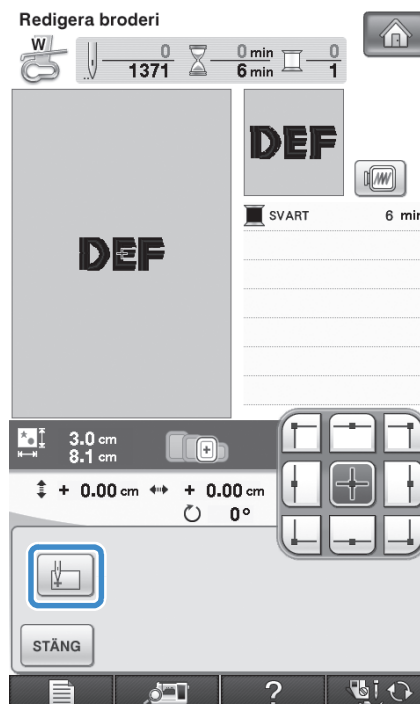 Redigera broderi
W
0 0 min 0
1371 6 min 1
DEF
DEF
SVART 6 min
3.0 cm
8.1 cm
+ 0.00 cm + 0.00 cm
0°
STÄNG
?